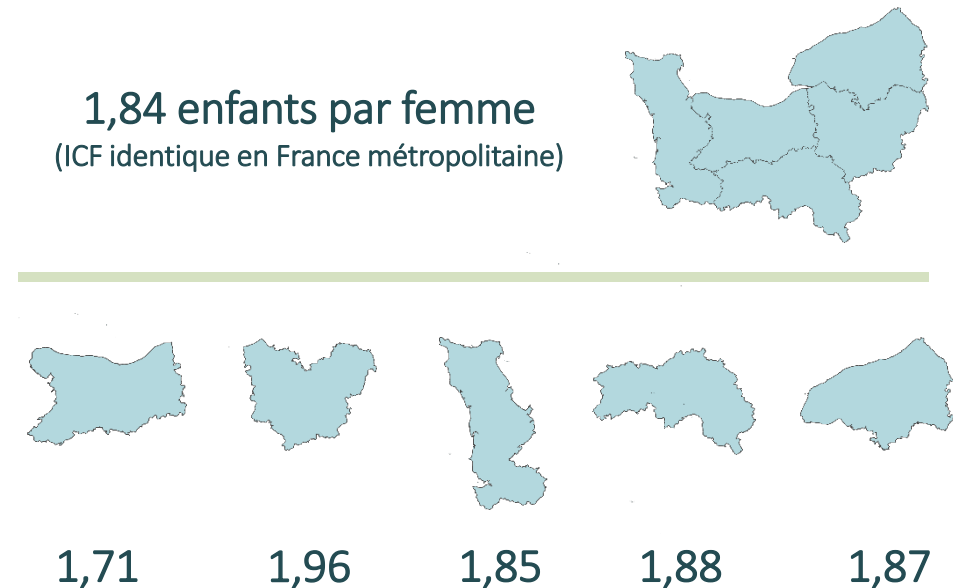 1,84 enfants par femme
(ICF identique en France métropolitaine)
1,71 1,96 1,85 1,88 1,87